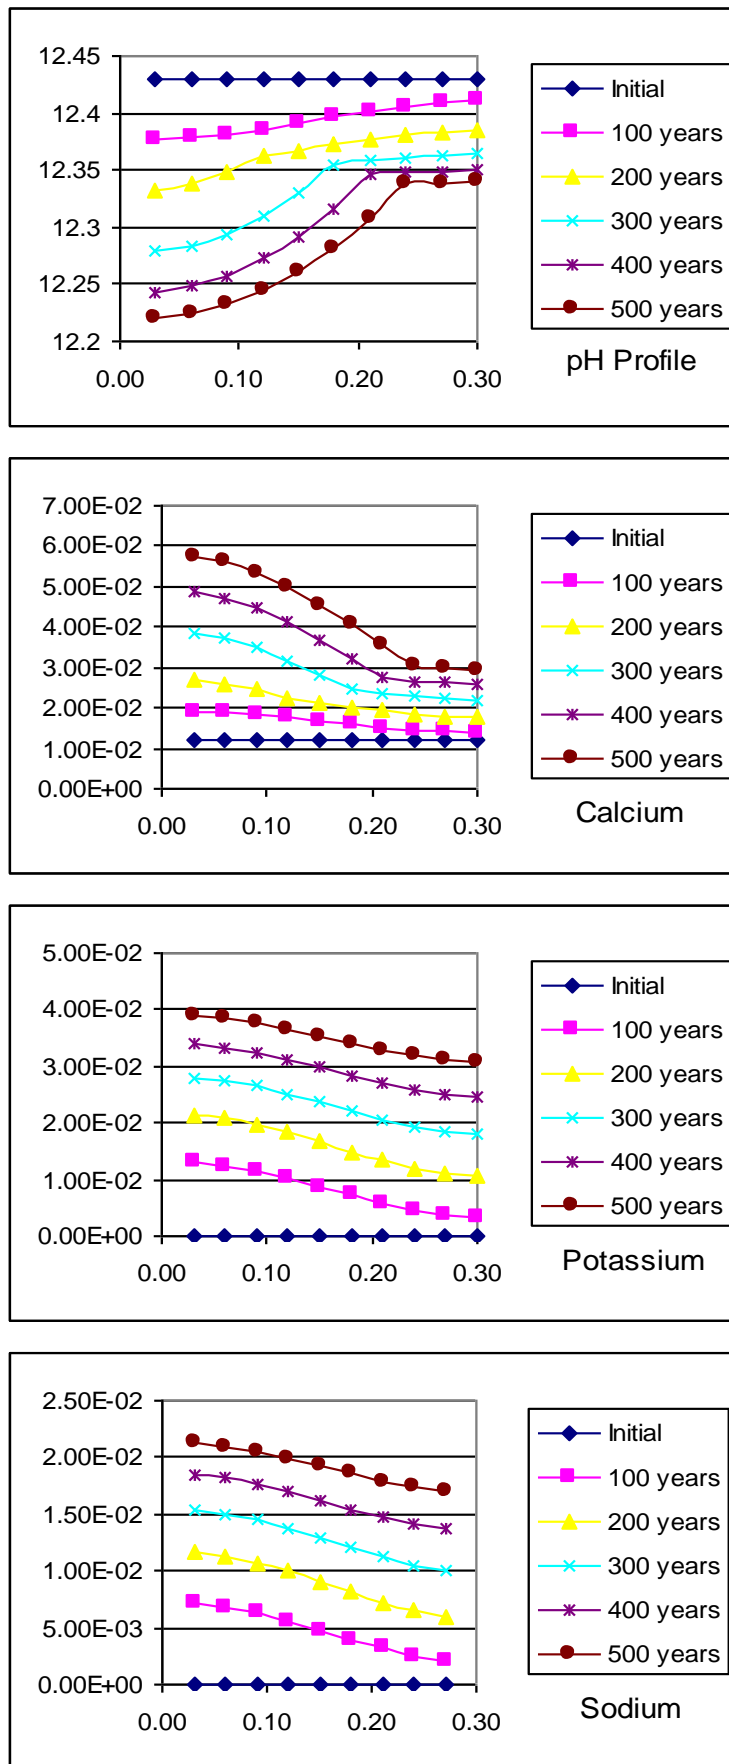 12.45
12.4
12.35
12.3
12.25
12.2
0.00 0.10 0.20 0.30
Initial
100 years
200 years
300 years
400 years
500 years
pH Profile
7.00E-02
6.00E-02
5.00E-02
4.00E-02
3.00E-02
2.00E-02
1.00E-02
0.00E+00
0.00 0.10 0.20 0.30
Initial
100 years
200 years
300 years
400 years
500 years
Calcium
5.00E-02
4.00E-02
3.00E-02
2.00E-02
1.00E-02
0.00E+00
0.00 0.10 0.20 0.30
Initial
100 years
200 years
300 years
400 years
500 years
Potassium
2.50E-02
2.00E-02
1.50E-02
1.00E-02
5.00E-03
0.00E+00
0.00 0.10 0.20 0.30
Initial
100 years
200 years
300 years
400 years
500 years
Sodium